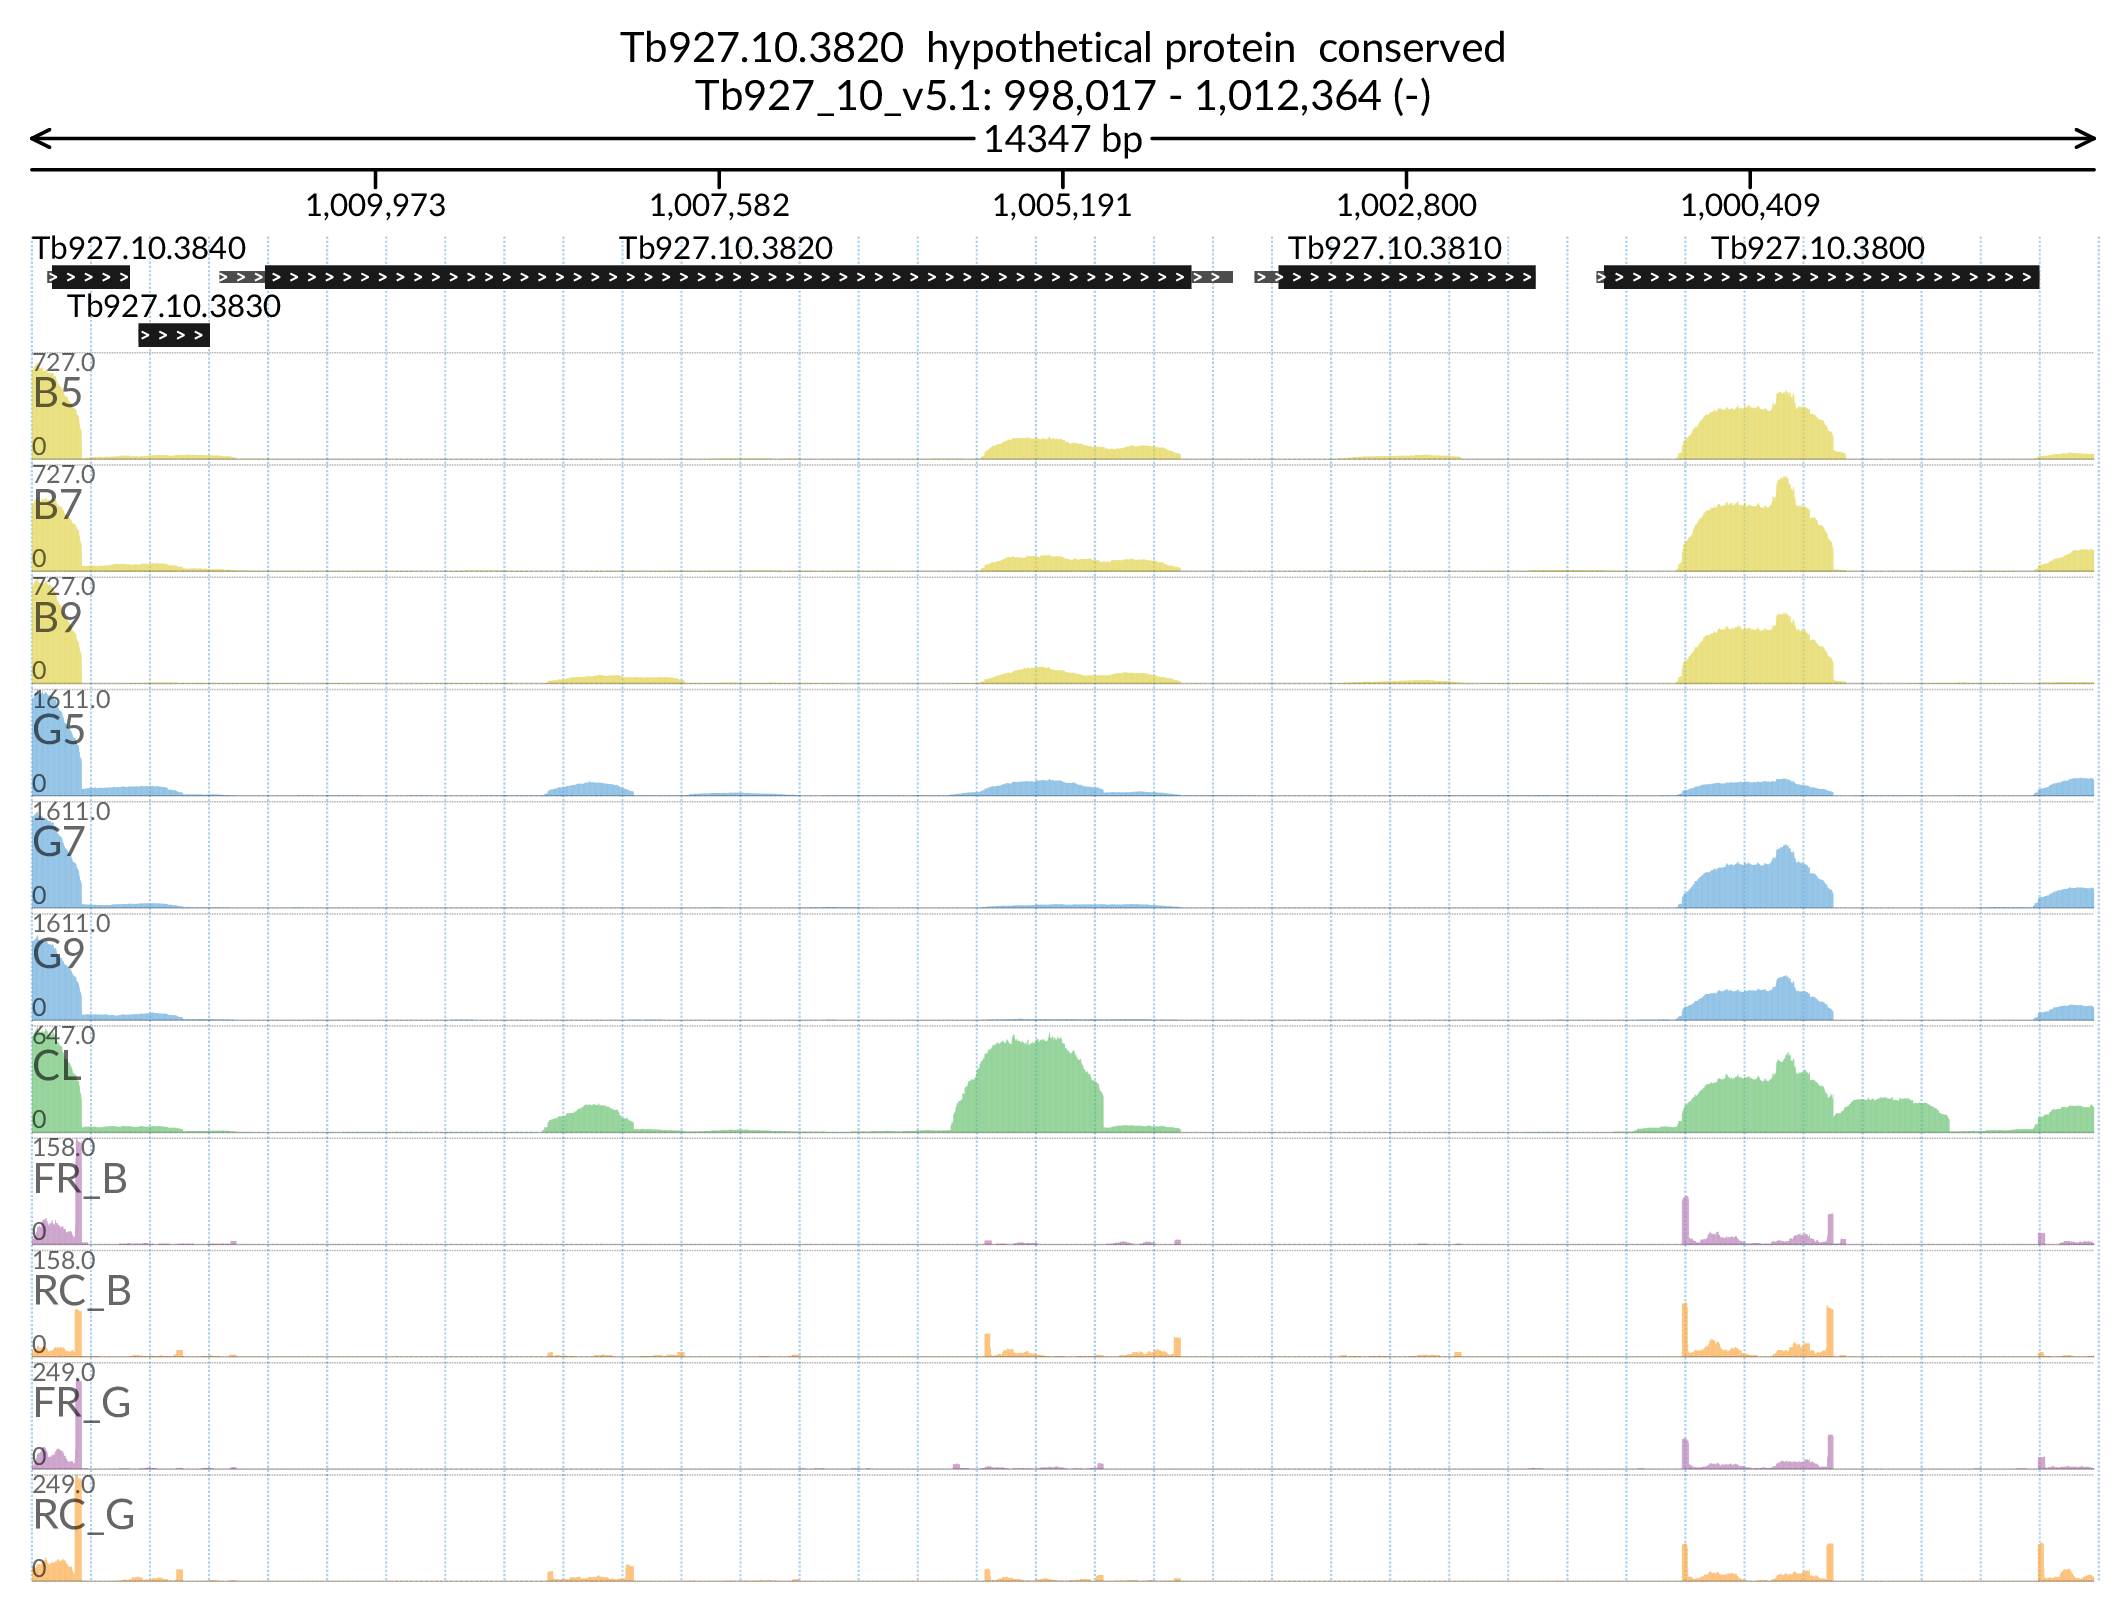 Tb927.10.3820  hypothetical protein  conserved
Tb927_10_v5.1: 998,017 - 1,012,364 (-)
14347 bp
1,009,973 1,007,582 1,005,191 1,002,800 1,000,409
Tb927.10.3840 Tb927.10.3820 Tb927.10.3810 Tb927.10.3800
Tb927.10.3830
727.0
B5
0
727.0
B7
0
727.0
B9
0
1611.0
G5
0
1611.0
G7
0
1611.0
G9
0
647.0
CL
0
158.0
FR_B
0
158.0
RC_B
0
249.0
FR_G
0
249.0
RC_G
0